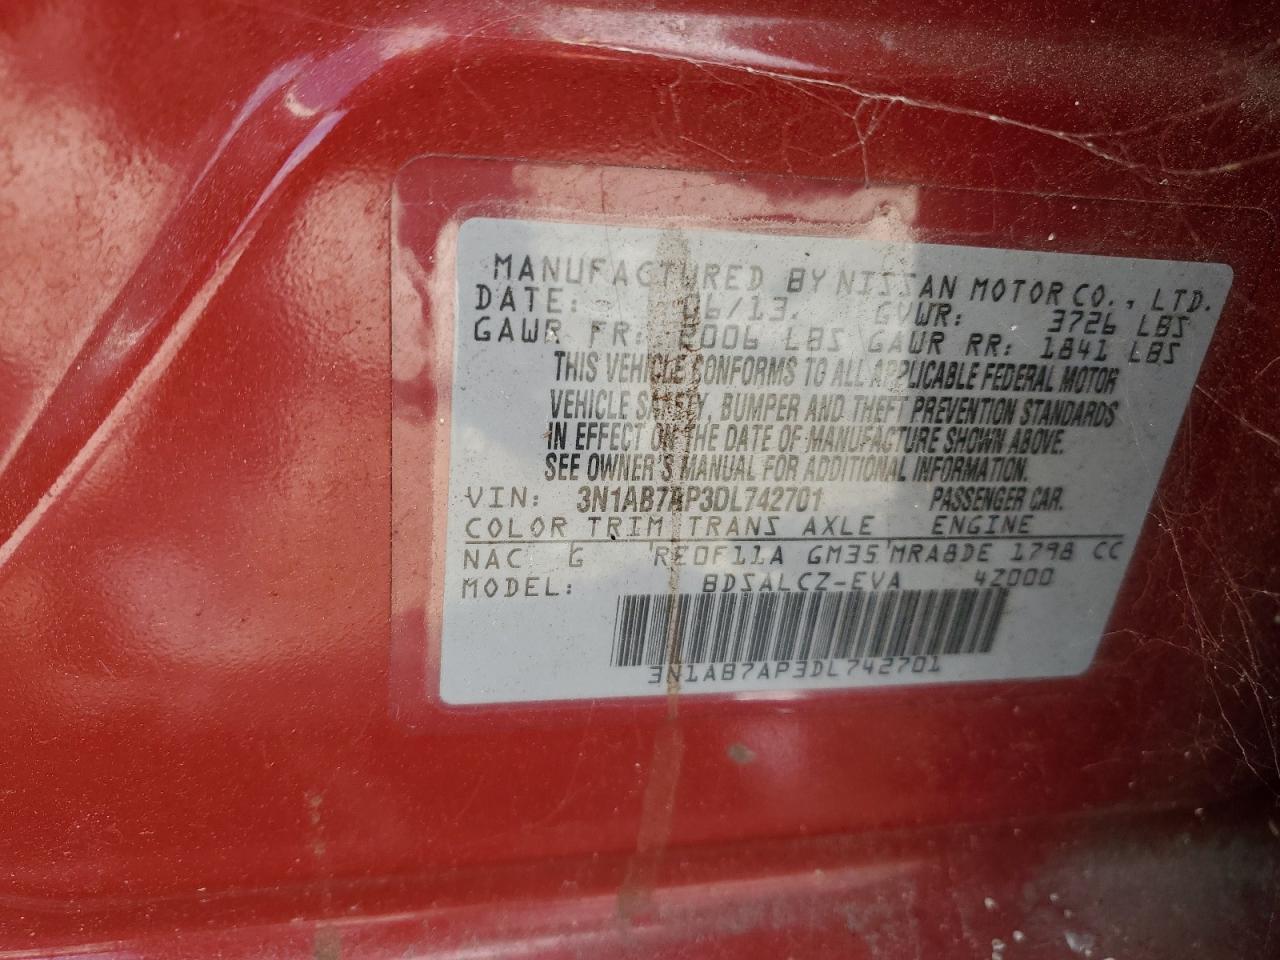 MANUFACTURED BY NISSAN MOTOR CO., LTD.
DATE: 06/13. GVWR: 3726 LBS
GAWR FR: 2006 LBS GAWR RR: 1841 LBS
THIS VEHICLE CONFORMS TO ALL APPLICABLE FEDERAL MOTOR
VEHICLE SAFETY, BUMPER AND THEFT PREVENTION STANDARDS
IN EFFECT ON THE DATE OF MANUFACTURE SHOWN ABOVE.
SEE OWNER'S MANUAL FOR ADDITIONAL INFORMATION.
VIN: 3N1AB7AP3DL742701 PASSENGER CAR.
COLOR TRIM TRANS AXLE ENGINE
NAC G RE0F11A GM35 MRA8DE 1798 CC
MODEL: BDSALCZ-EVA 4Z000
3N1AB7AP3DL742701